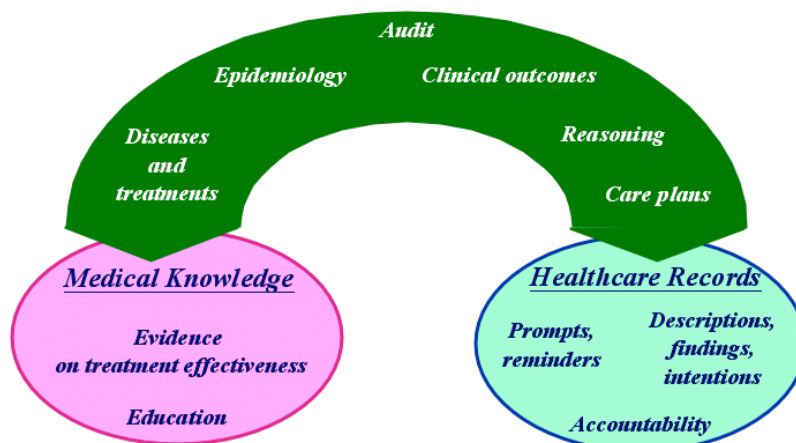 Audit
Epidemiology
Clinical outcomes
Diseases
and
treatments
Reasoning
Care plans
Medical Knowledge
Evidence
on treatment effectiveness
Education
Healthcare Records
Prompts,
reminders
Descriptions,
findings,
intentions
Accountability